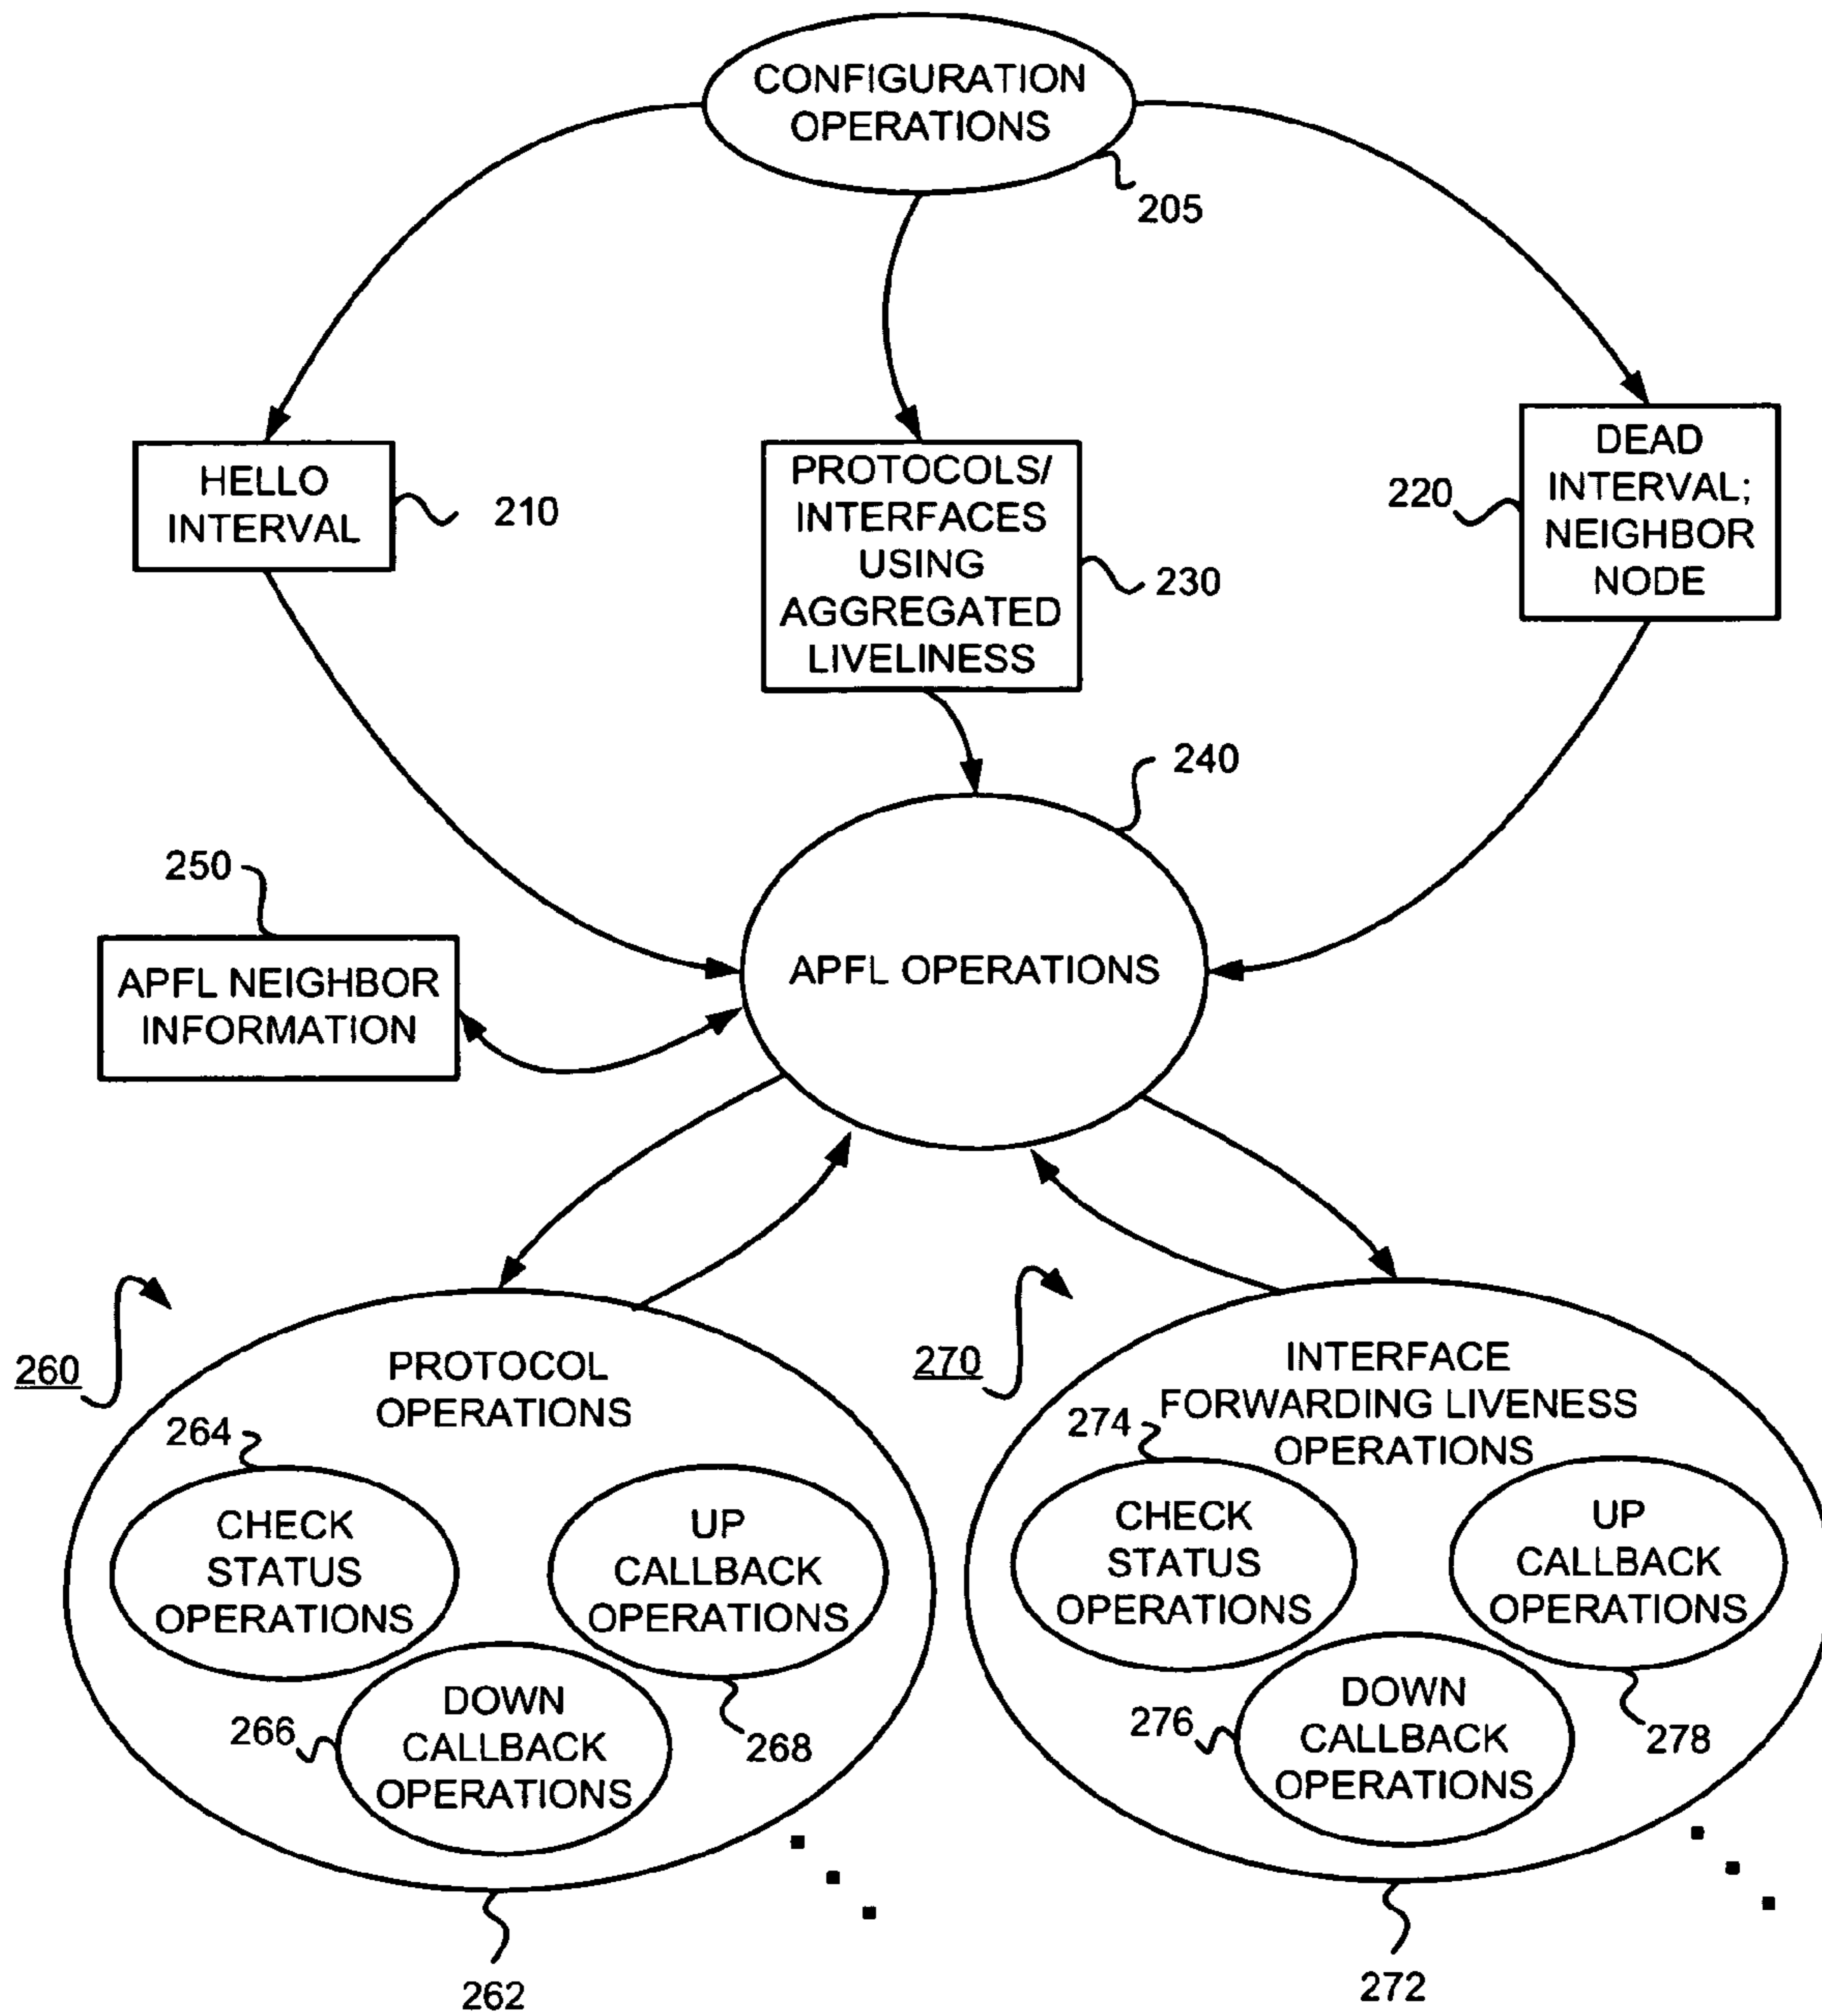 CONFIGURATION
OPERATIONS
205
HELLO
INTERVAL
210
PROTOCOLS/
INTERFACES
USING
AGGREGATED
LIVELINESS
230
220
DEAD
INTERVAL;
NEIGHBOR
NODE
240
250
APFL NEIGHBOR
INFORMATION
APFL OPERATIONS
260
PROTOCOL
OPERATIONS
264
CHECK
STATUS
OPERATIONS
UP
CALLBACK
OPERATIONS
266
DOWN
CALLBACK
OPERATIONS
268
262
270
INTERFACE
FORWARDING LIVENESS
OPERATIONS
274
CHECK
STATUS
OPERATIONS
UP
CALLBACK
OPERATIONS
276
DOWN
CALLBACK
OPERATIONS
278
272